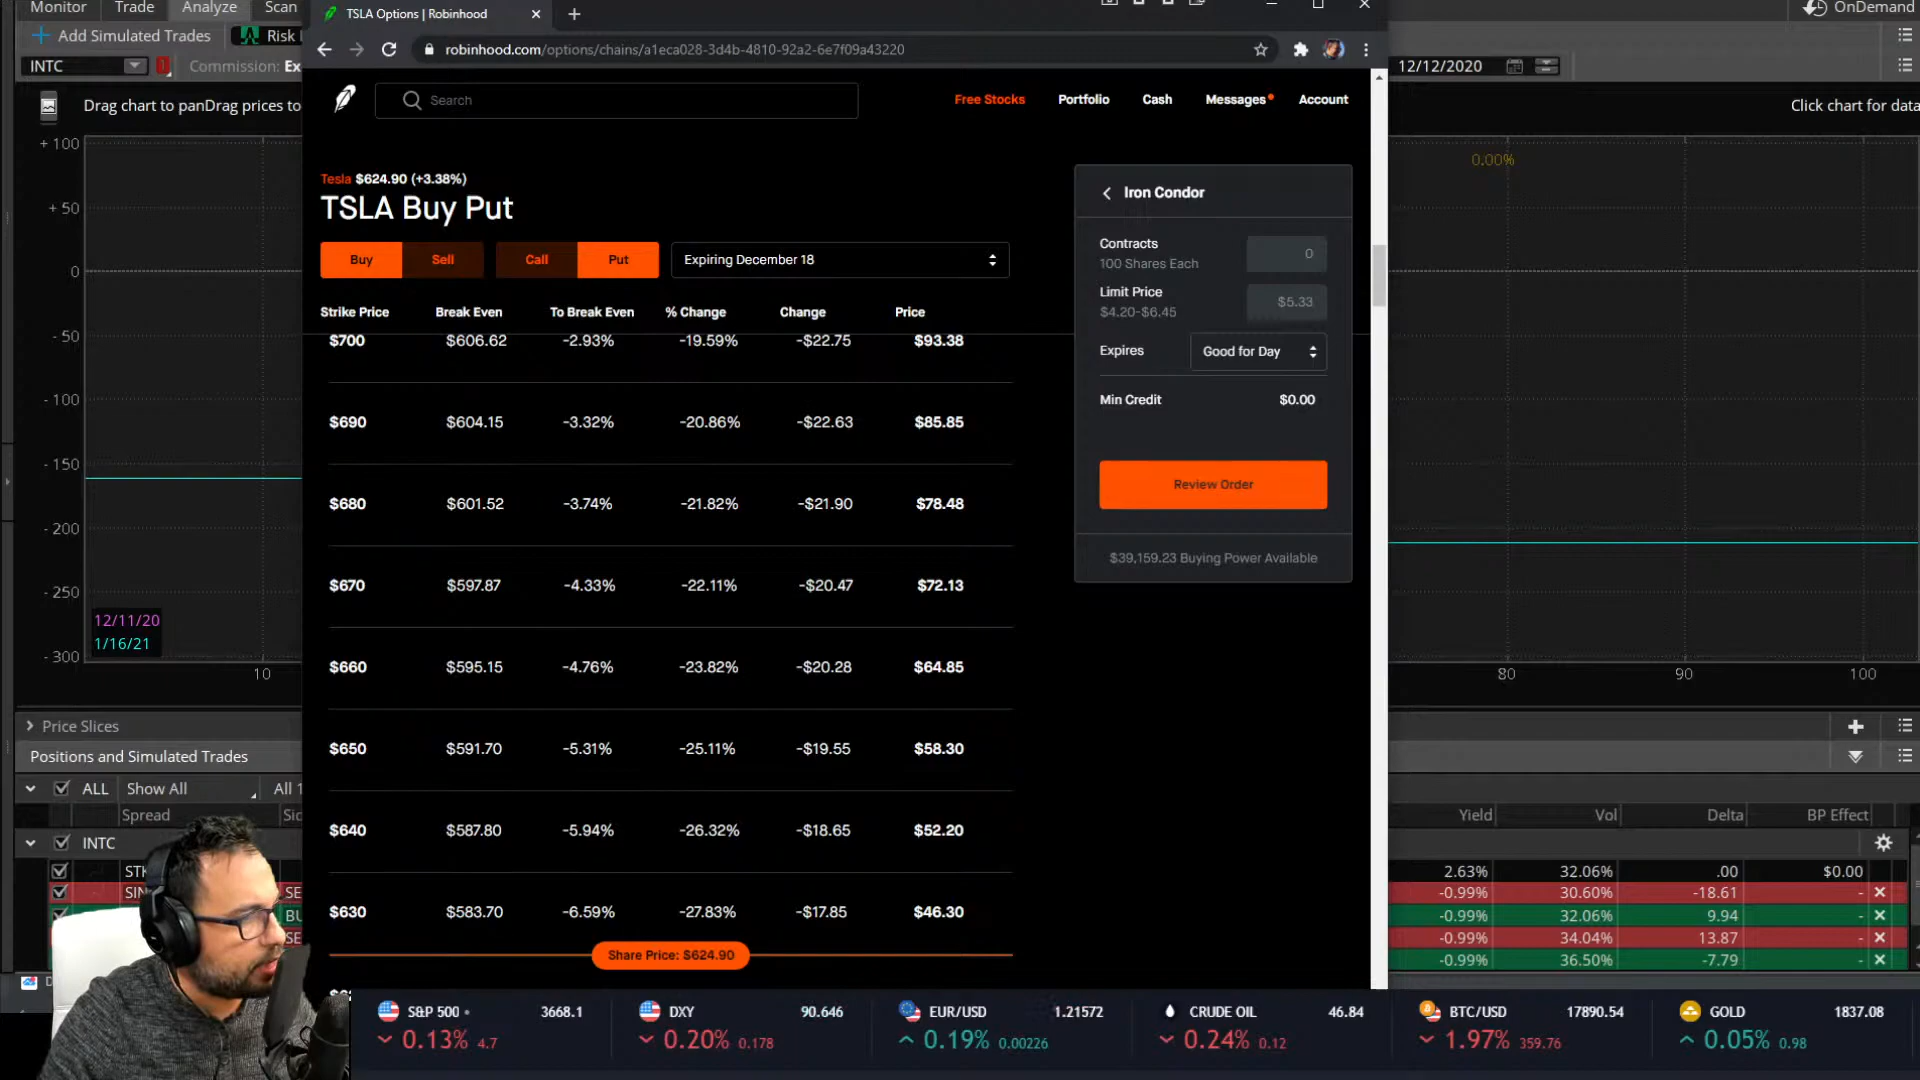 Monitor Trade Analyze Scan
Add Simulated Trades Risk
INTC Commission: Ex
Drag chart to panDrag prices to
TSLA Options | Robinhood
robinhood.com/options/chains/a1eca028-3d4b-4810-92a2-6e7f09a43220
OnDemand
12/12/2020
Click chart for data
0.00%
+ 100
+ 50
0
- 50
- 100
- 150
- 200
- 250
- 300
12/11/20
1/16/21
10
80 90 100
Search
Free Stocks Portfolio Cash Messages Account
Tesla $624.90 (+3.38%)
TSLA Buy Put
Buy Sell Call Put Expiring December 18
Strike Price Break Even To Break Even % Change Change Price
$700 $606.62 -2.93% -19.59% -$22.75 $93.38
$690 $604.15 -3.32% -20.86% -$22.63 $85.85
$680 $601.52 -3.74% -21.82% -$21.90 $78.48
$670 $597.87 -4.33% -22.11% -$20.47 $72.13
$660 $595.15 -4.76% -23.82% -$20.28 $64.85
$650 $591.70 -5.31% -25.11% -$19.55 $58.30
$640 $587.80 -5.94% -26.32% -$18.65 $52.20
$630 $583.70 -6.59% -27.83% -$17.85 $46.30
Share Price: $624.90
Iron Condor
Contracts 0
100 Shares Each
Limit Price $5.33
$4.20-$6.45
Expires Good for Day
Min Credit $0.00
Review Order
$39,159.23 Buying Power Available
Price Slices
Positions and Simulated Trades
ALL Show All All 1
Spread Sid
INTC
STK
SIN SE
BU
SE
Yield Vol Delta BP Effect
2.63% 32.06% .00 $0.00
-0.99% 30.60% -18.61 -
-0.99% 32.06% 9.94 -
-0.99% 34.04% 13.87 -
-0.99% 36.50% -7.79 -
S&P 500 3668.1
0.13% 4.7
DXY 90.646
0.20% 0.178
EUR/USD 1.21572
0.19% 0.00226
CRUDE OIL 46.84
0.24% 0.12
BTC/USD 17890.54
1.97% 359.76
GOLD 1837.08
0.05% 0.98